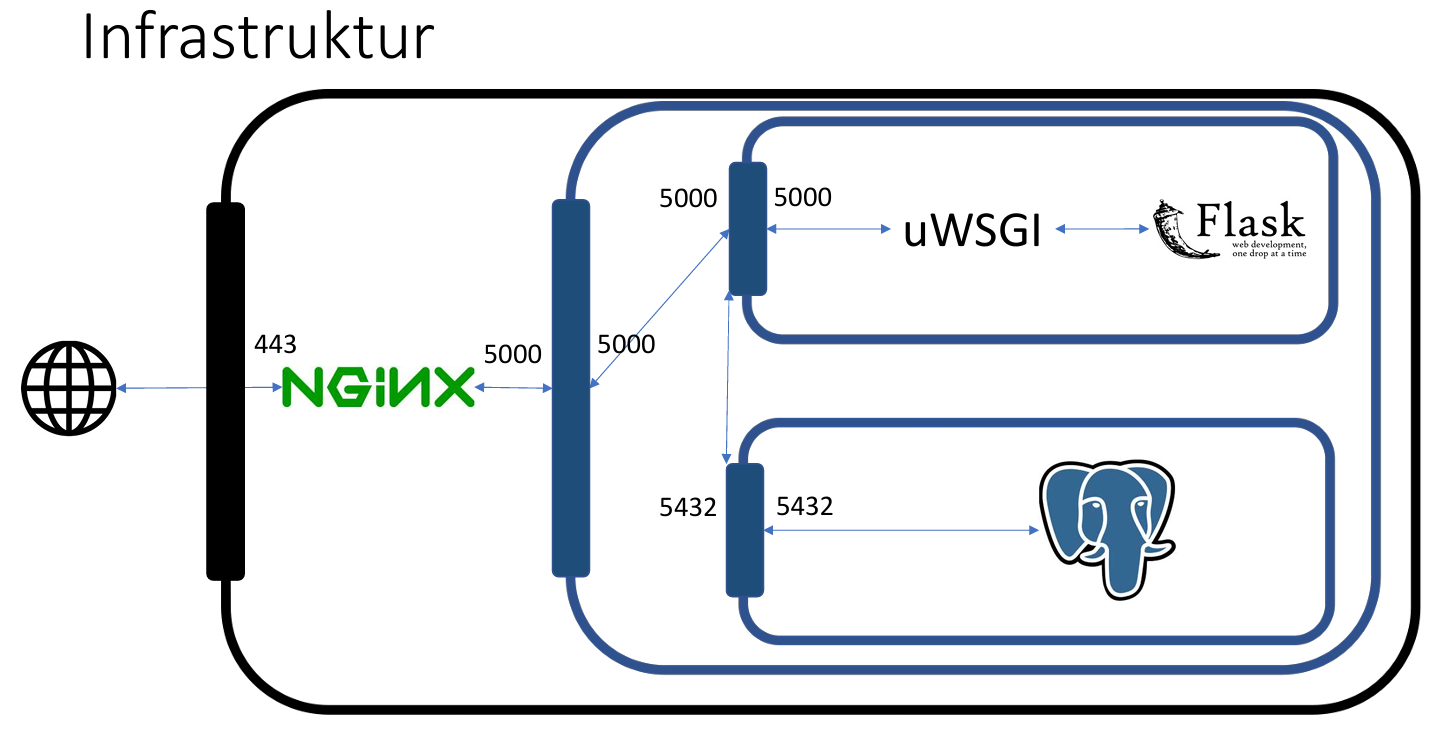 Infrastruktur
5000
5000
uWSGI
Flask
web development,
one drop at a time
443
NGiNX
5000
5000
5432
5432